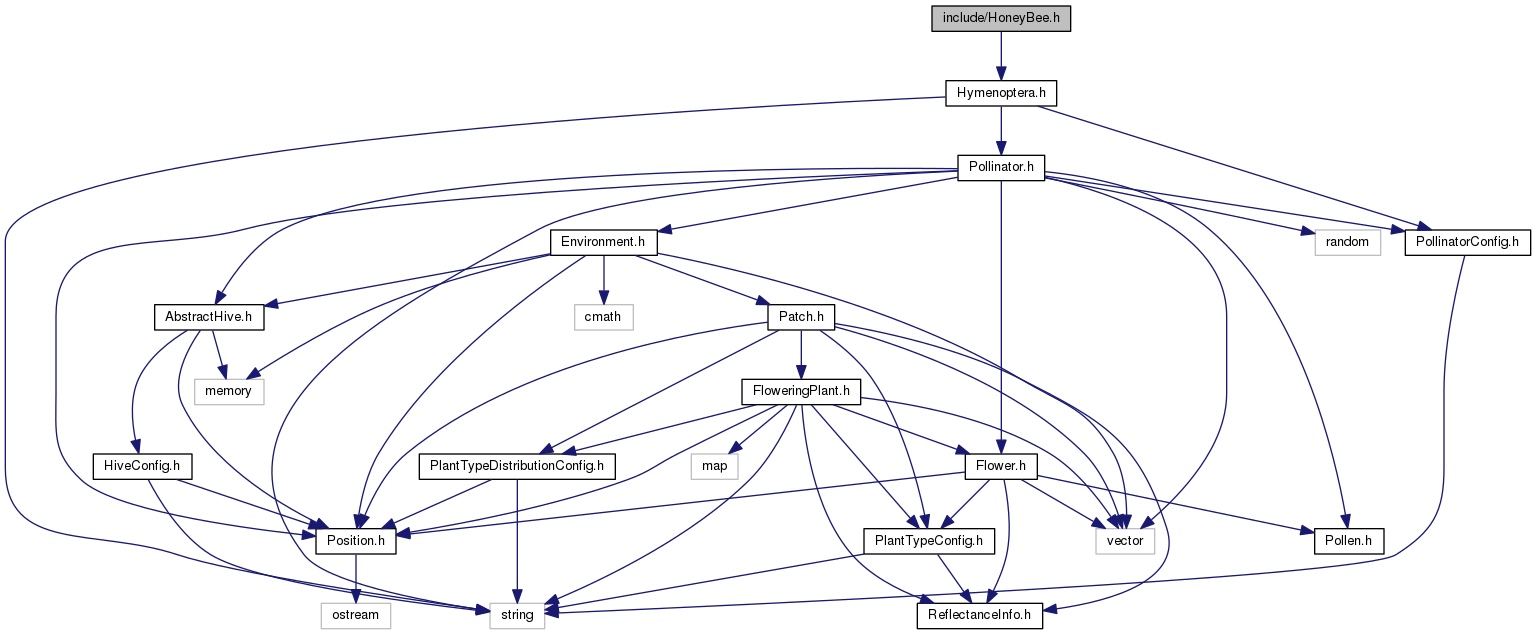 include/HoneyBee.h
Hymenoptera.h
Pollinator.h
Environment.h
random
PollinatorConfig.h
AbstractHive.h
cmath
Patch.h
memory
FloweringPlant.h
HiveConfig.h
PlantTypeDistributionConfig.h
map
Flower.h
Position.h
PlantTypeConfig.h
vector
Pollen.h
ostream
string
ReflectanceInfo.h